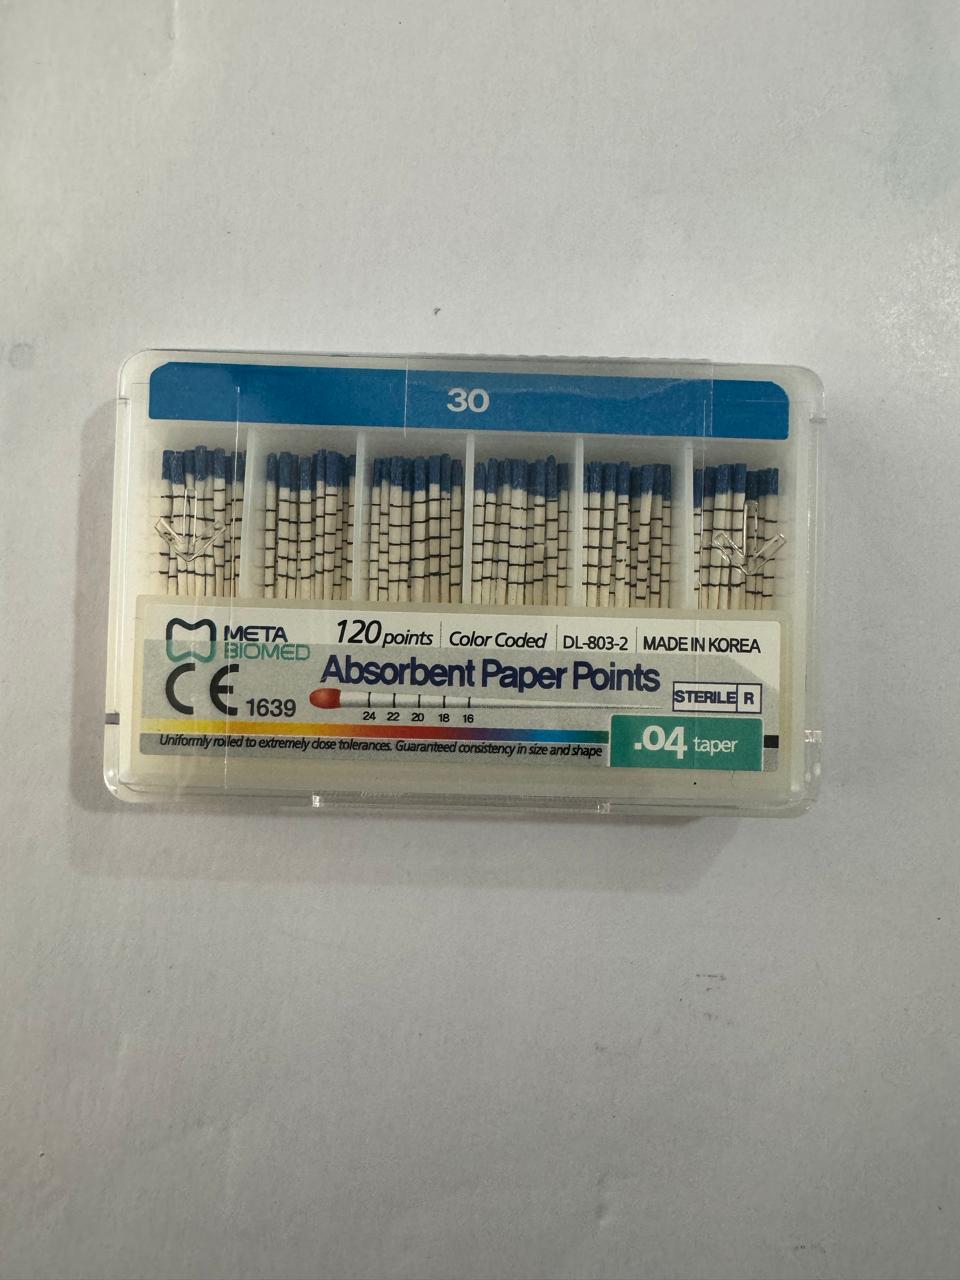 30
META
BIOMED
120 points | Color Coded | DL-803-2 | MADE IN KOREA
Absorbent Paper Points
CE 1639
24 22 20 18 16
STERILE R
Uniformly rolled to extremely close tolerances. Guaranteed consistency in size and shape
.04 taper